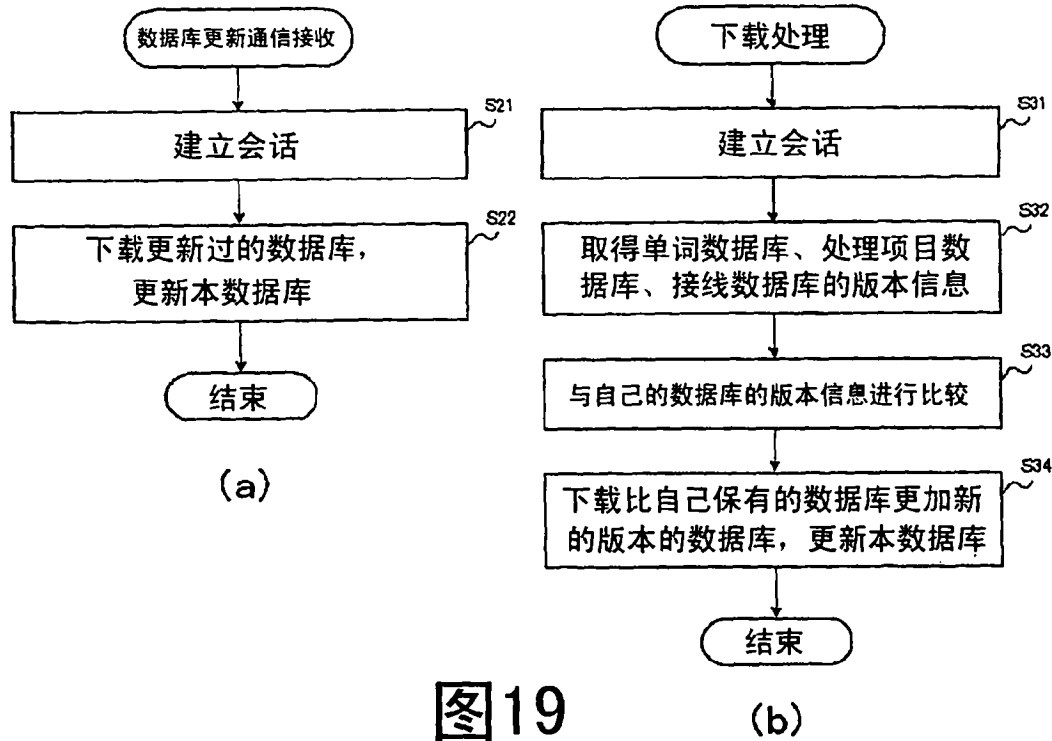 数据库更新通信接收
S21
建立会话
S22
下载更新过的数据库，
更新本数据库
结束
(a)
下载处理
S31
建立会话
S32
取得单词数据库、处理项目数
据库、接线数据库的版本信息
S33
与自己的数据库的版本信息进行比较
S34
下载比自己保有的数据库更加新
的版本的数据库，更新本数据库
结束
(b)
图19